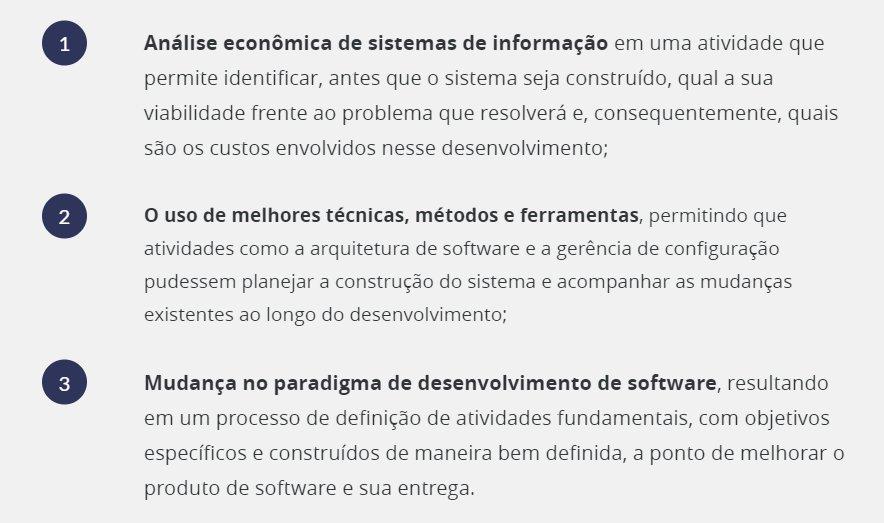 1
Análise econômica de sistemas de informação em uma atividade que
permite identificar, antes que o sistema seja construído, qual a sua
viabilidade frente ao problema que resolverá e, consequentemente, quais
são os custos envolvidos nesse desenvolvimento;
2
O uso de melhores técnicas, métodos e ferramentas, permitindo que
atividades como a arquitetura de software e a gerência de configuração
pudessem planejar a construção do sistema e acompanhar as mudanças
existentes ao longo do desenvolvimento;
3
Mudança no paradigma de desenvolvimento de software, resultando
em um processo de definição de atividades fundamentais, com objetivos
específicos e construídos de maneira bem definida, a ponto de melhorar o
produto de software e sua entrega.